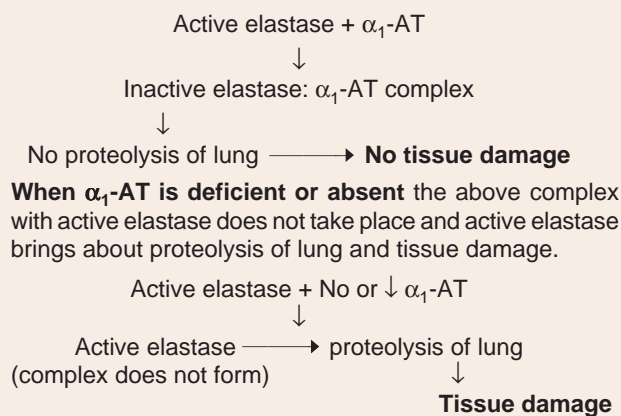 Active elastase + α₁-AT
↓
Inactive elastase: α₁-AT complex
↓
No proteolysis of lung → No tissue damage
When α₁-AT is deficient or absent the above complex
with active elastase does not take place and active elastase
brings about proteolysis of lung and tissue damage.
Active elastase + No or ↓ α₁-AT
↓
Active elastase → proteolysis of lung
(complex does not form) ↓
Tissue damage